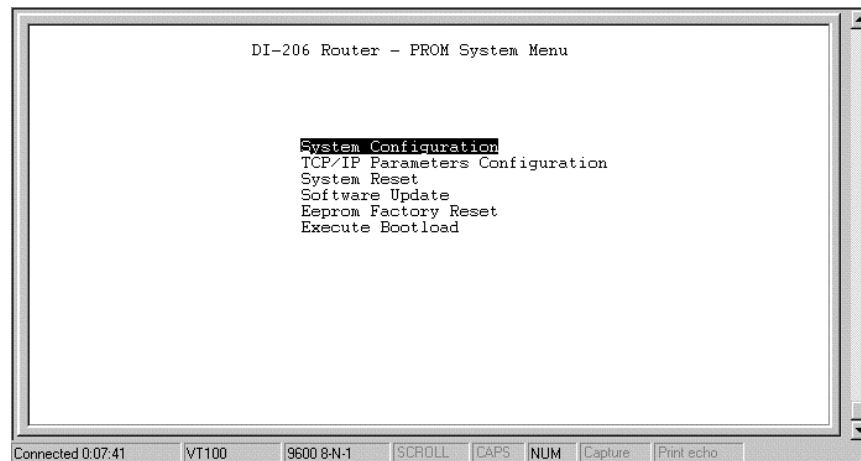 DI-206 Router - PROM System Menu
System Configuration
TCP/IP Parameters Configuration
System Reset
Software Update
Eeprom Factory Reset
Execute Bootload
Connected 0:07:41 VT100 9600 8-N-1 SCROLL CAPS NUM Capture Print echo